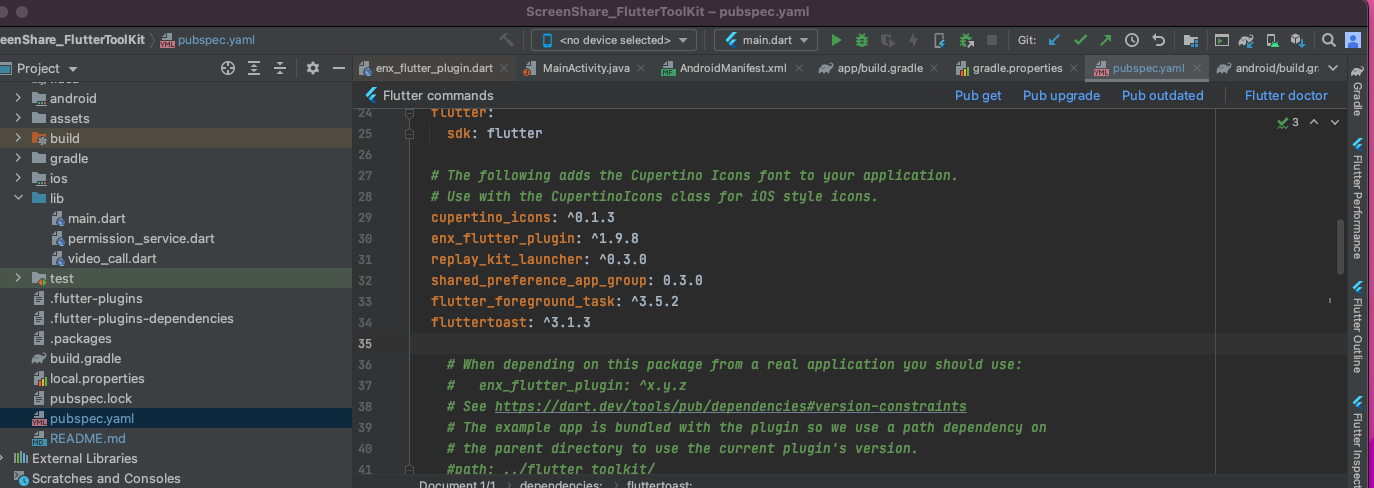 ScreenShare_FlutterToolKit – pubspec.yaml
eenShare_FlutterToolKit
pubspec.yaml
<no device selected>
main.dart
Git:
Project
enx_flutter_plugin.dart
MainActivity.java
AndroidManifest.xml
app/build.gradle
gradle.properties
pubspec.yaml
android/build.gr
Flutter commands
Pub get
Pub upgrade
Pub outdated
Flutter doctor
android
assets
build
gradle
ios
lib
main.dart
permission_service.dart
video_call.dart
test
.flutter-plugins
.flutter-plugins-dependencies
.packages
build.gradle
local.properties
pubspec.lock
pubspec.yaml
README.md
External Libraries
Scratches and Consoles
24 flutter:
25 sdk: flutter
26
27 # The following adds the Cupertino Icons font to your application.
28 # Use with the CupertinoIcons class for iOS style icons.
29 cupertino_icons: ^0.1.3
30 enx_flutter_plugin: ^1.9.8
31 replay_kit_launcher: ^0.3.0
32 shared_preference_app_group: 0.3.0
33 flutter_foreground_task: ^3.5.2
34 fluttertoast: ^3.1.3
35
36 # When depending on this package from a real application you should use:
37 #   enx_flutter_plugin: ^x.y.z
38 # See https://dart.dev/tools/pub/dependencies#version-constraints
39 # The example app is bundled with the plugin so we use a path dependency on
40 # the parent directory to use the current plugin's version.
41 #path: ../flutter_toolkit/
3
Document 1/1 › dependencies: › fluttertoast:
Gradle
Flutter Performance
Flutter Outline
Flutter Inspect